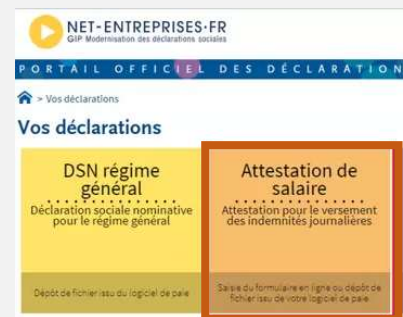 NET-ENTREPRISES·FR
GIP Modernisation des déclarations sociales
PORTAIL OFFICIEL DES DÉCLARATION
> Vos déclarations
Vos déclarations
DSN régime
général
Déclaration sociale nominative
pour le régime général
Dépôt de fichier issu du logiciel de paie
Attestation de
salaire
Attestation pour le versement
des indemnités journalières
Saisie du formulaire en ligne ou dépôt de
fichier issu de votre logiciel de paie